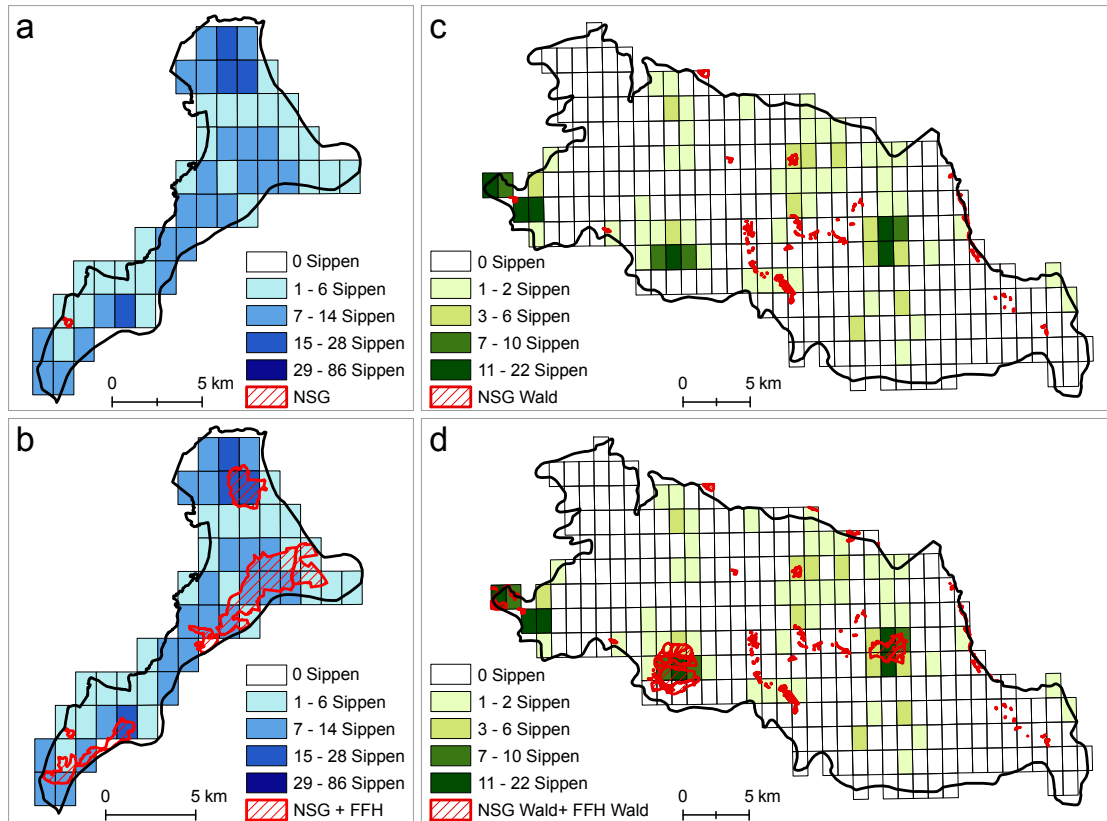 a
0 Sippen
1 - 6 Sippen
7 - 14 Sippen
15 - 28 Sippen
29 - 86 Sippen
NSG
0 5 km
c
0 Sippen
1 - 2 Sippen
3 - 6 Sippen
7 - 10 Sippen
11 - 22 Sippen
NSG Wald
0 5 km
b
0 Sippen
1 - 6 Sippen
7 - 14 Sippen
15 - 28 Sippen
29 - 86 Sippen
NSG + FFH
0 5 km
d
0 Sippen
1 - 2 Sippen
3 - 6 Sippen
7 - 10 Sippen
11 - 22 Sippen
NSG Wald+ FFH Wald
0 5 km